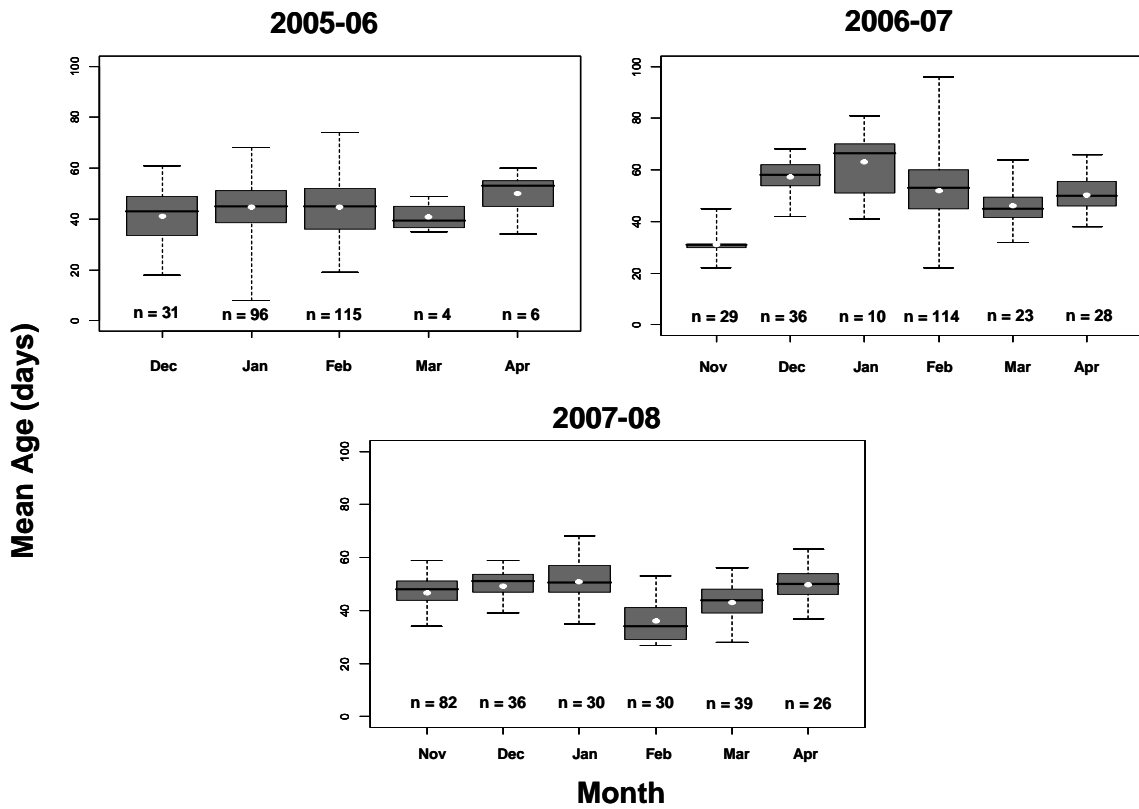 2005-06
100
80
60
40
20
0
n = 31 n = 96 n = 115 n = 4 n = 6
Dec Jan Feb Mar Apr
2006-07
100
80
60
40
20
0
n = 29 n = 36 n = 10 n = 114 n = 23 n = 28
Nov Dec Jan Feb Mar Apr
2007-08
100
80
60
40
20
0
n = 82 n = 36 n = 30 n = 30 n = 39 n = 26
Nov Dec Jan Feb Mar Apr
Mean Age (days)
Month